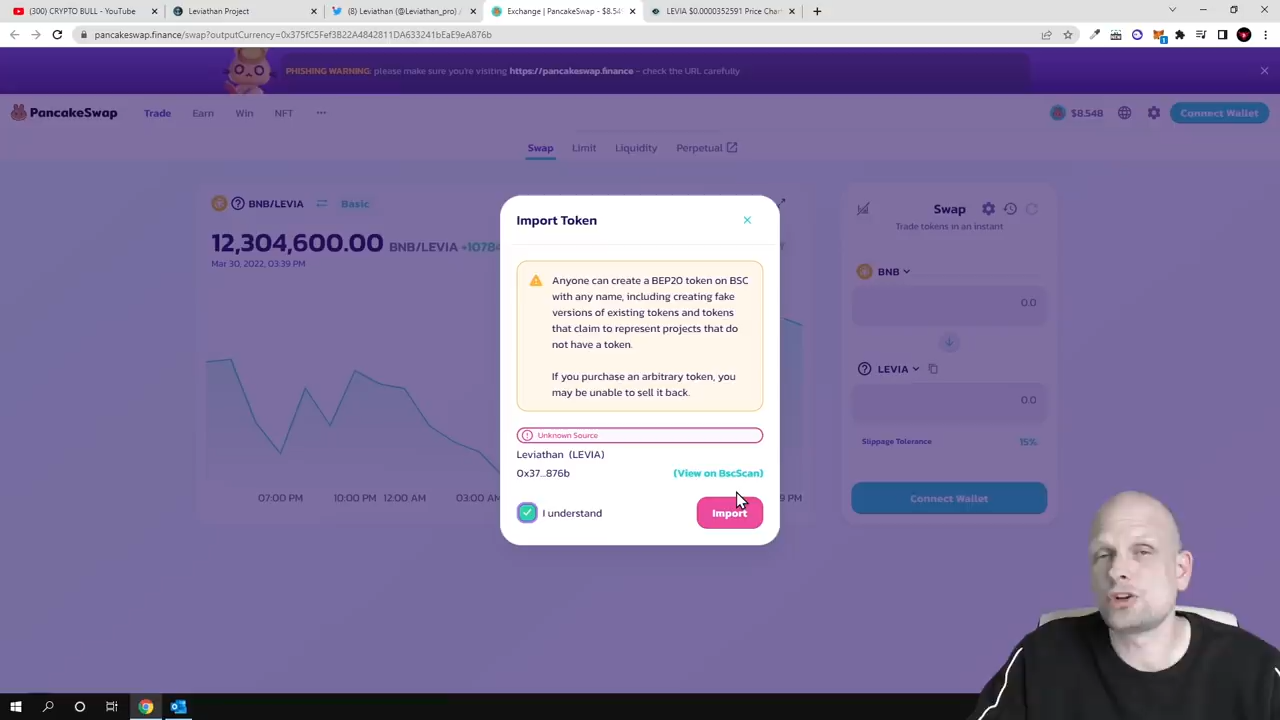 (300) CRYPTO BULL - YouTube
Leviathan Project
(8) Leviathan (@Leviathan_pro) /
Exchange | PancakeSwap - $8.54
LEVIA $0.0000352591 Price Char
pancakeswap.finance/swap?outputCurrency=0x375fC5Fef3B22A4842811DA633241bEaE9eA876b
PHISHING WARNING: please make sure you're visiting https://pancakeswap.finance - check the URL carefully
PancakeSwap
Trade
Earn
Win
NFT
$8.548
Connect Wallet
Swap
Limit
Liquidity
Perpetual
BNB/LEVIA
Basic
12,304,600.00 BNB/LEVIA +1078
Mar 30, 2022, 03:39 PM
07:00 PM
10:00 PM
12:00 AM
03:00 AM
9 PM
Import Token
Anyone can create a BEP20 token on BSC
with any name, including creating fake
versions of existing tokens and tokens
that claim to represent projects that do
not have a token.
If you purchase an arbitrary token, you
may be unable to sell it back.
Unknown Source
Leviathan (LEVIA)
0x37...876b
(View on BscScan)
I understand
Import
Swap
Trade tokens in an instant
BNB
0.0
LEVIA
0.0
Slippage Tolerance
15%
Connect Wallet